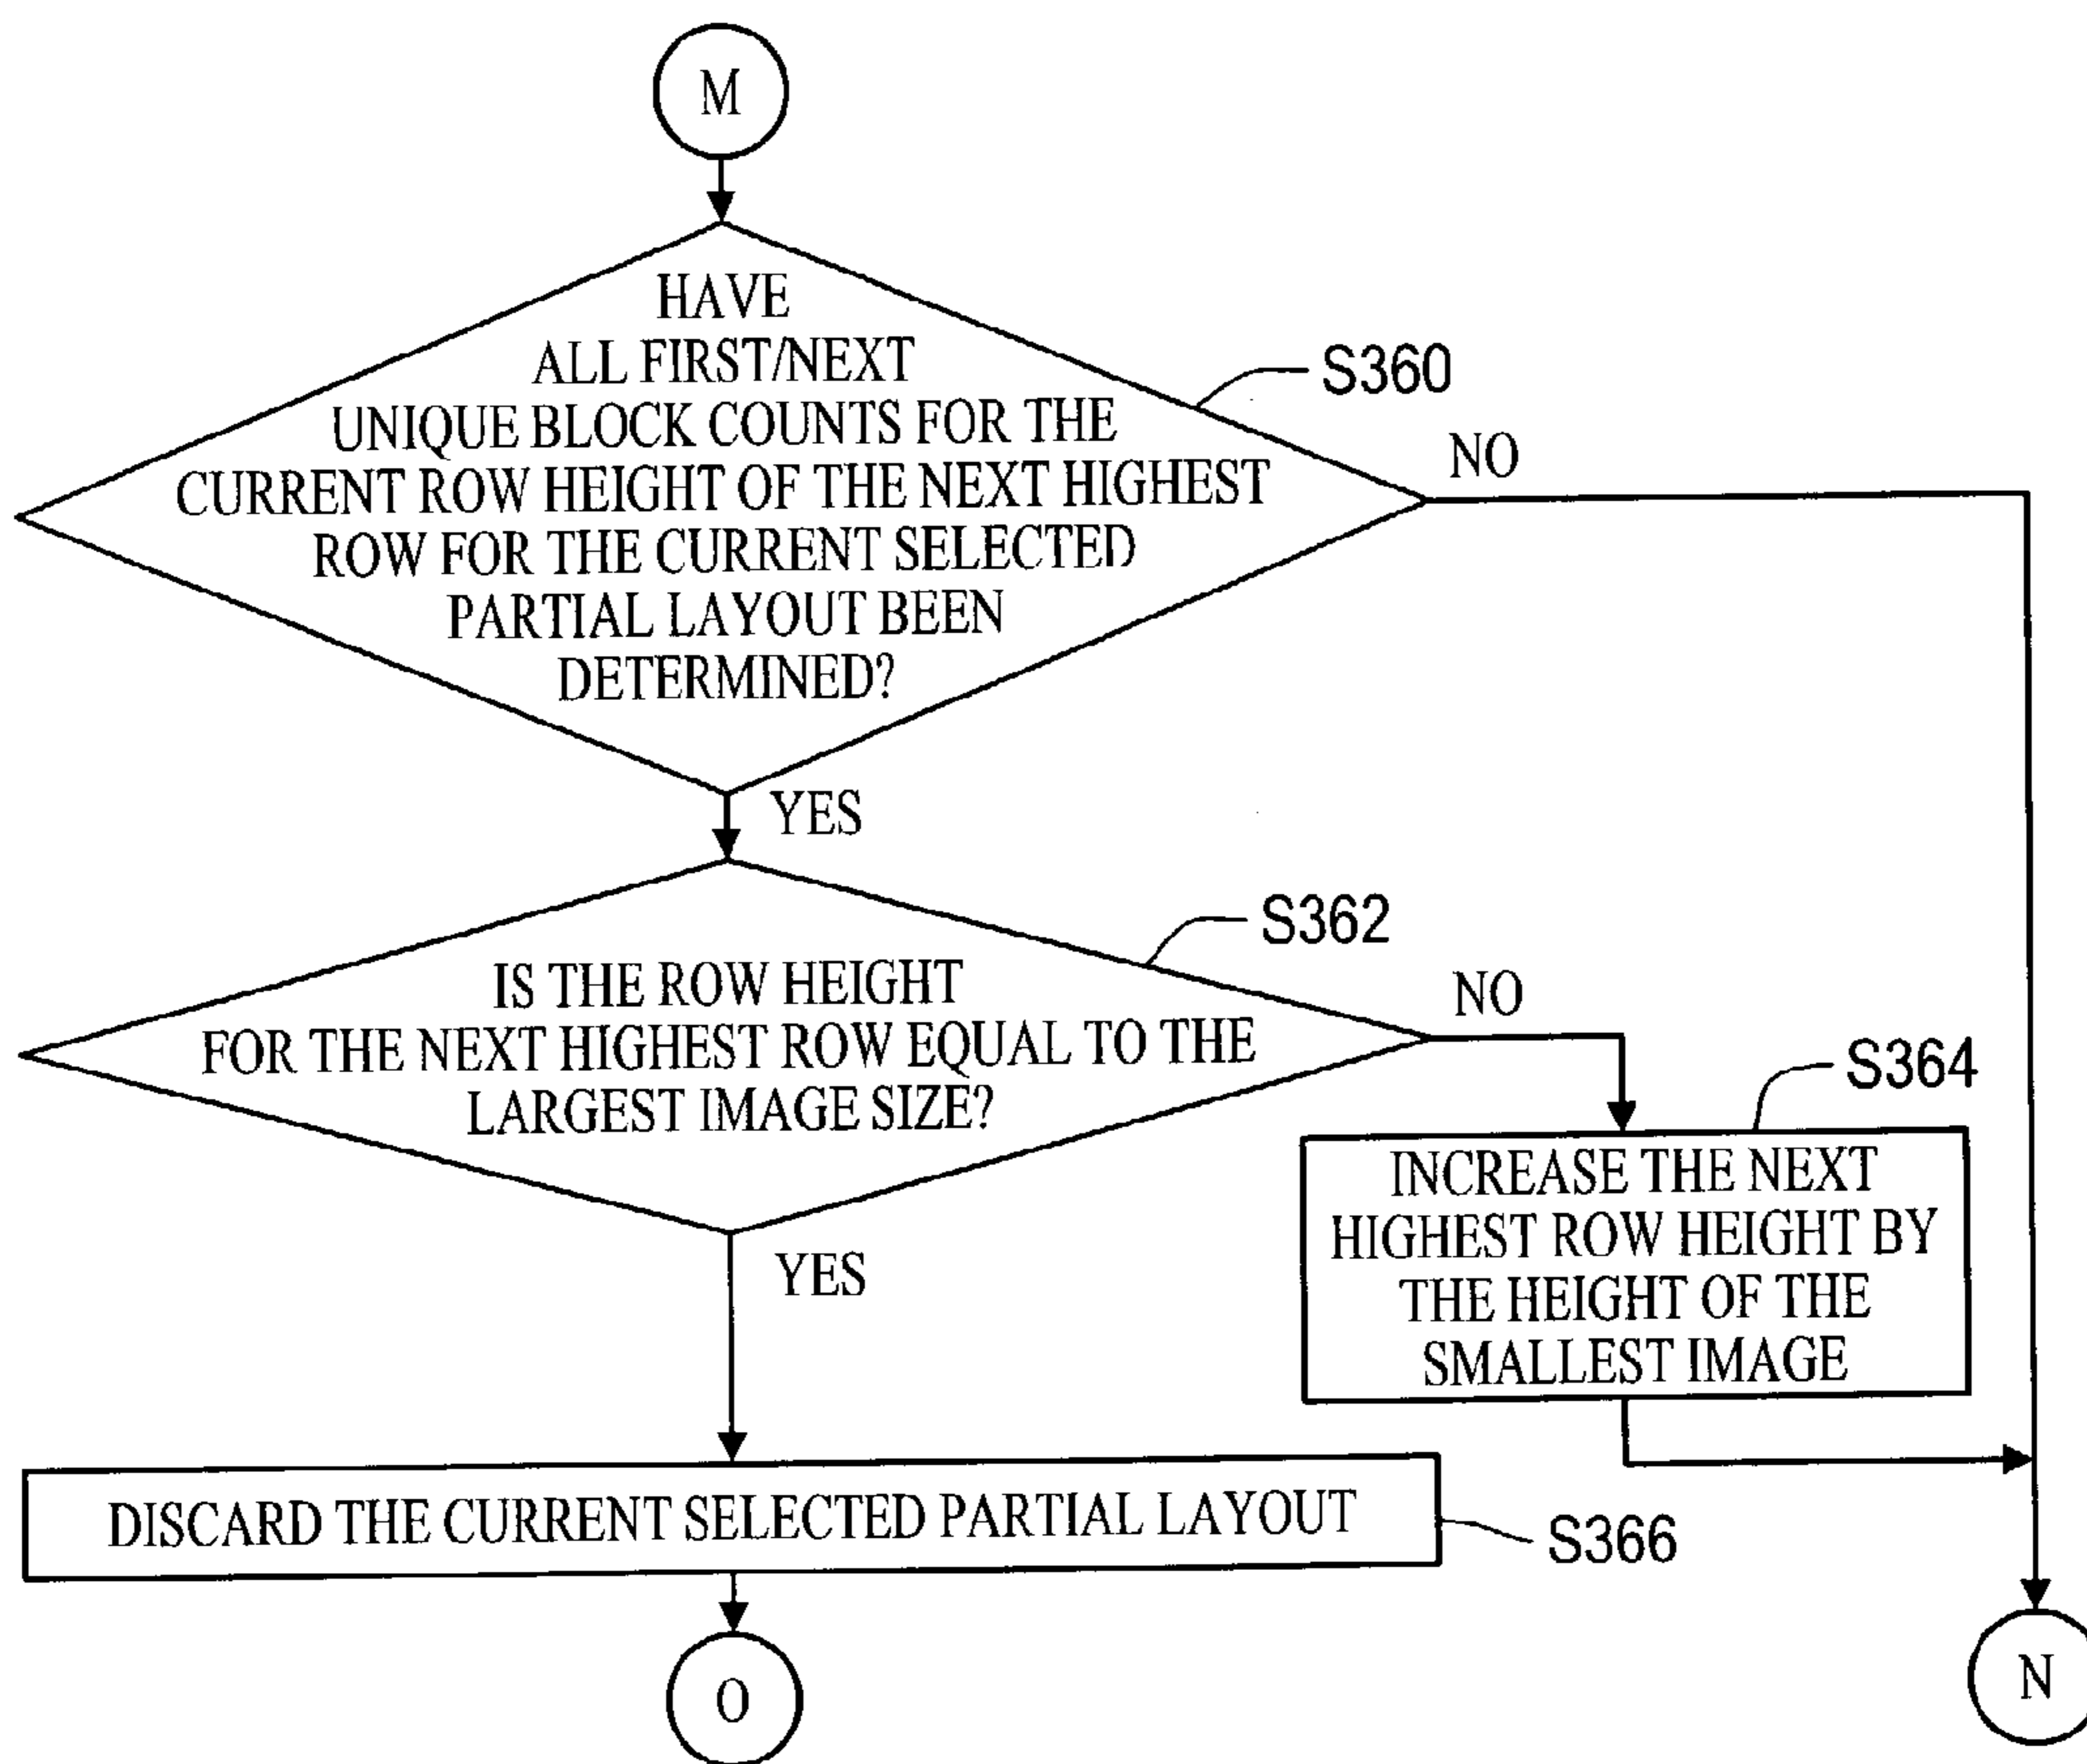 M
HAVE
ALL FIRST/NEXT
UNIQUE BLOCK COUNTS FOR THE
CURRENT ROW HEIGHT OF THE NEXT HIGHEST
ROW FOR THE CURRENT SELECTED
PARTIAL LAYOUT BEEN
DETERMINED?
S360
NO
YES
IS THE ROW HEIGHT
FOR THE NEXT HIGHEST ROW EQUAL TO THE
LARGEST IMAGE SIZE?
S362
NO
S364
INCREASE THE NEXT
HIGHEST ROW HEIGHT BY
THE HEIGHT OF THE
SMALLEST IMAGE
YES
DISCARD THE CURRENT SELECTED PARTIAL LAYOUT
S366
O
N